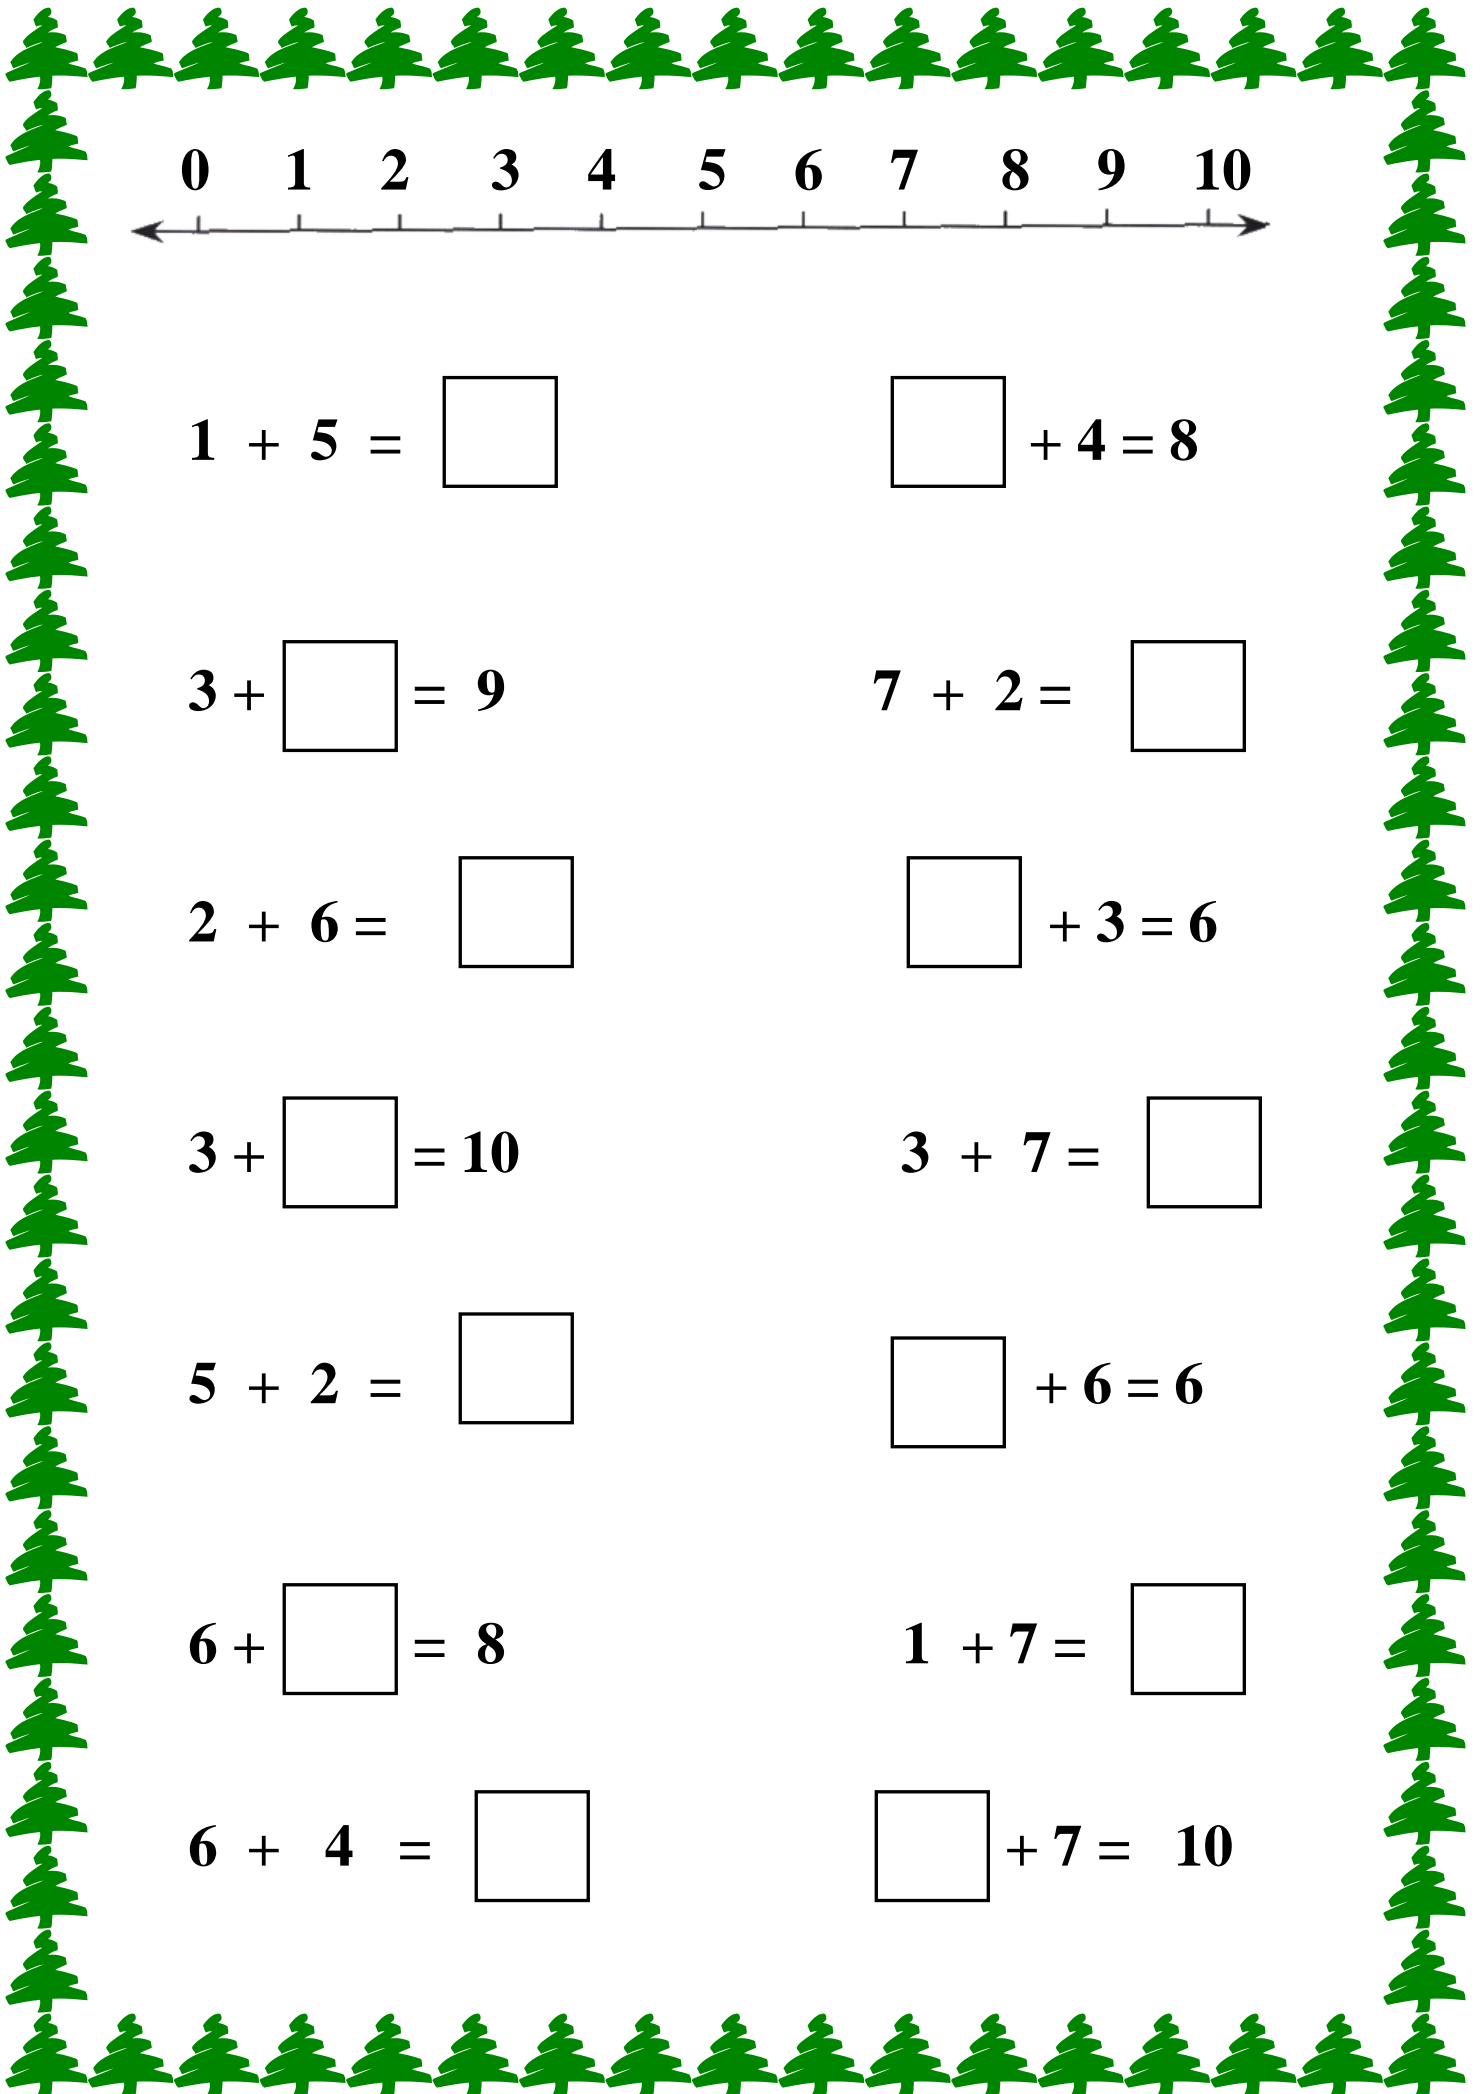 0 1 2 3 4 5 6 7 8 9 10
1 + 5 =
+ 4 = 8
3 + = 9
7 + 2 =
2 + 6 =
+ 3 = 6
3 + = 10
3 + 7 =
5 + 2 =
+ 6 = 6
6 + = 8
1 + 7 =
6 + 4 =
+ 7 = 10